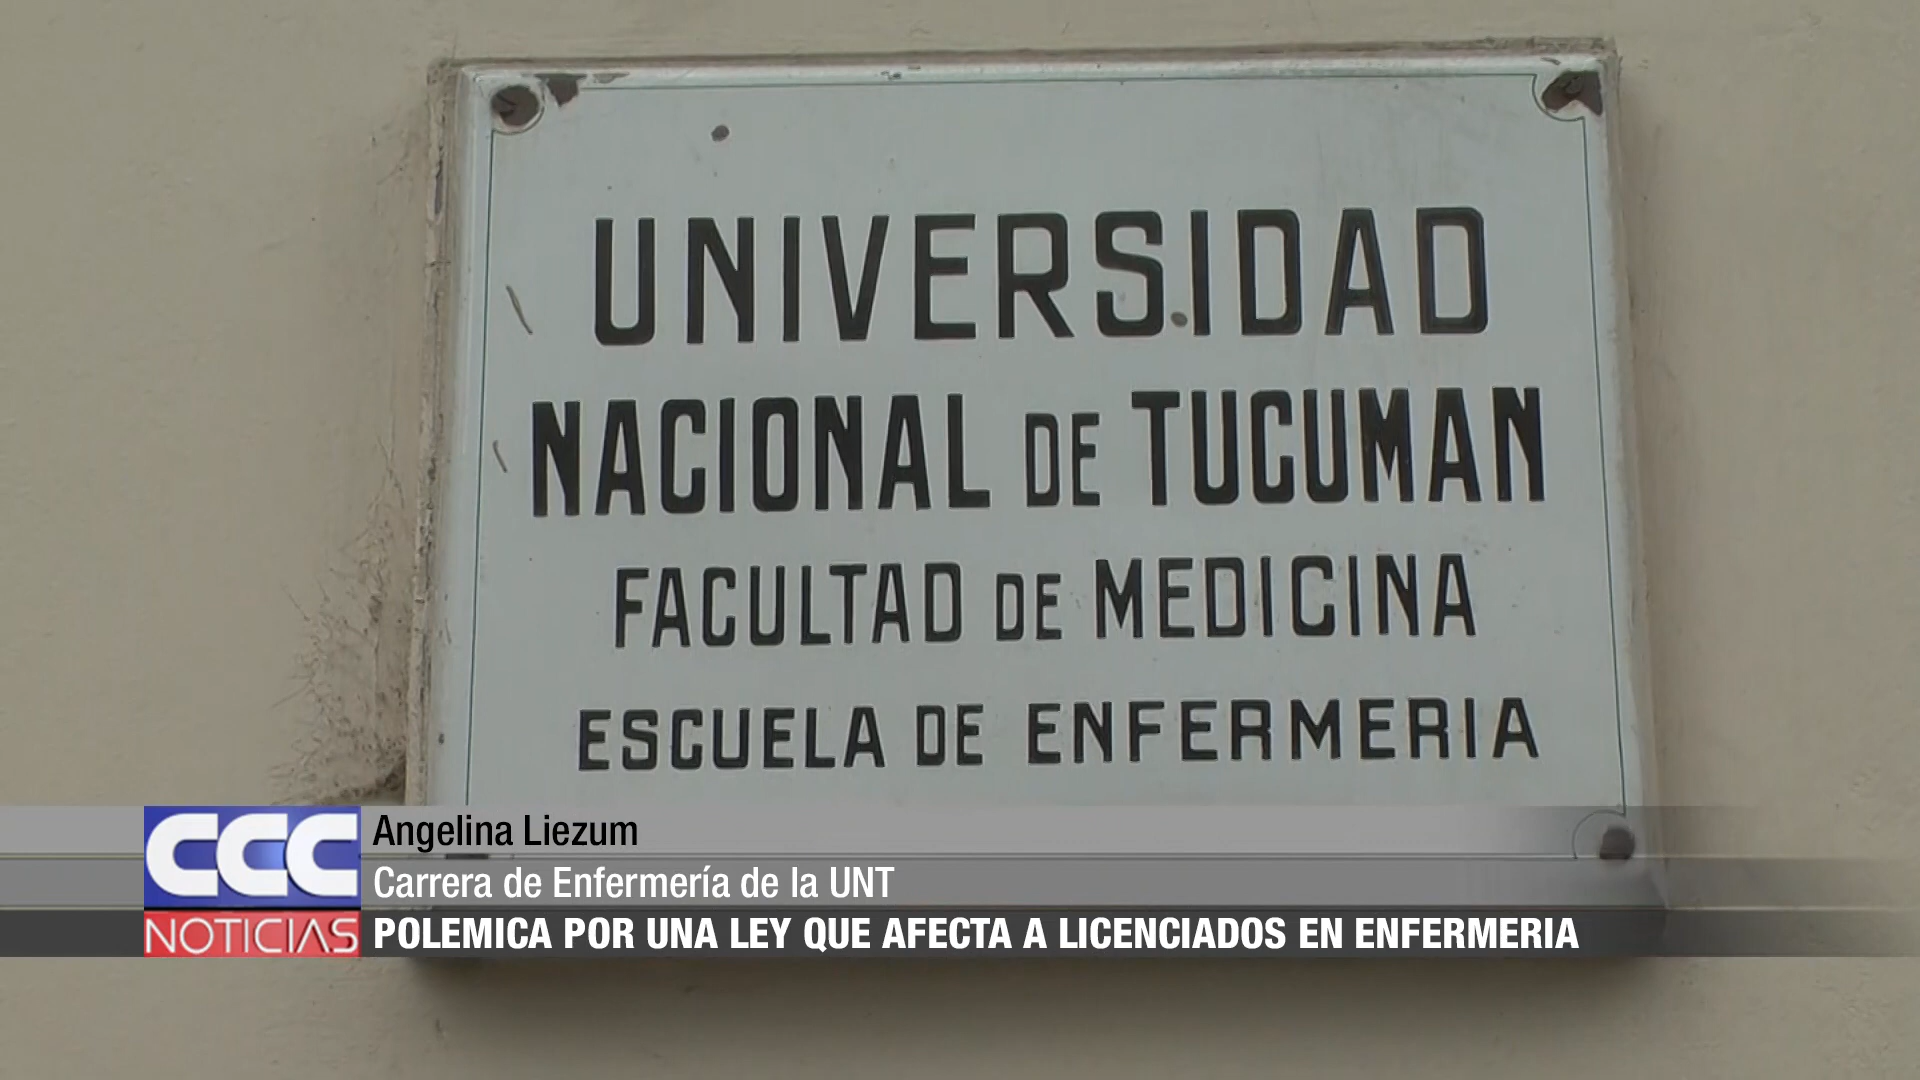 UNIVERSIDAD
NACIONAL DE TUCUMAN
FACULTAD DE MEDICINA
ESCUELA DE ENFERMERIA
CCC
NOTICIAS
Angelina Liezum
Carrera de Enfermería de la UNT
POLEMICA POR UNA LEY QUE AFECTA A LICENCIADOS EN ENFERMERIA